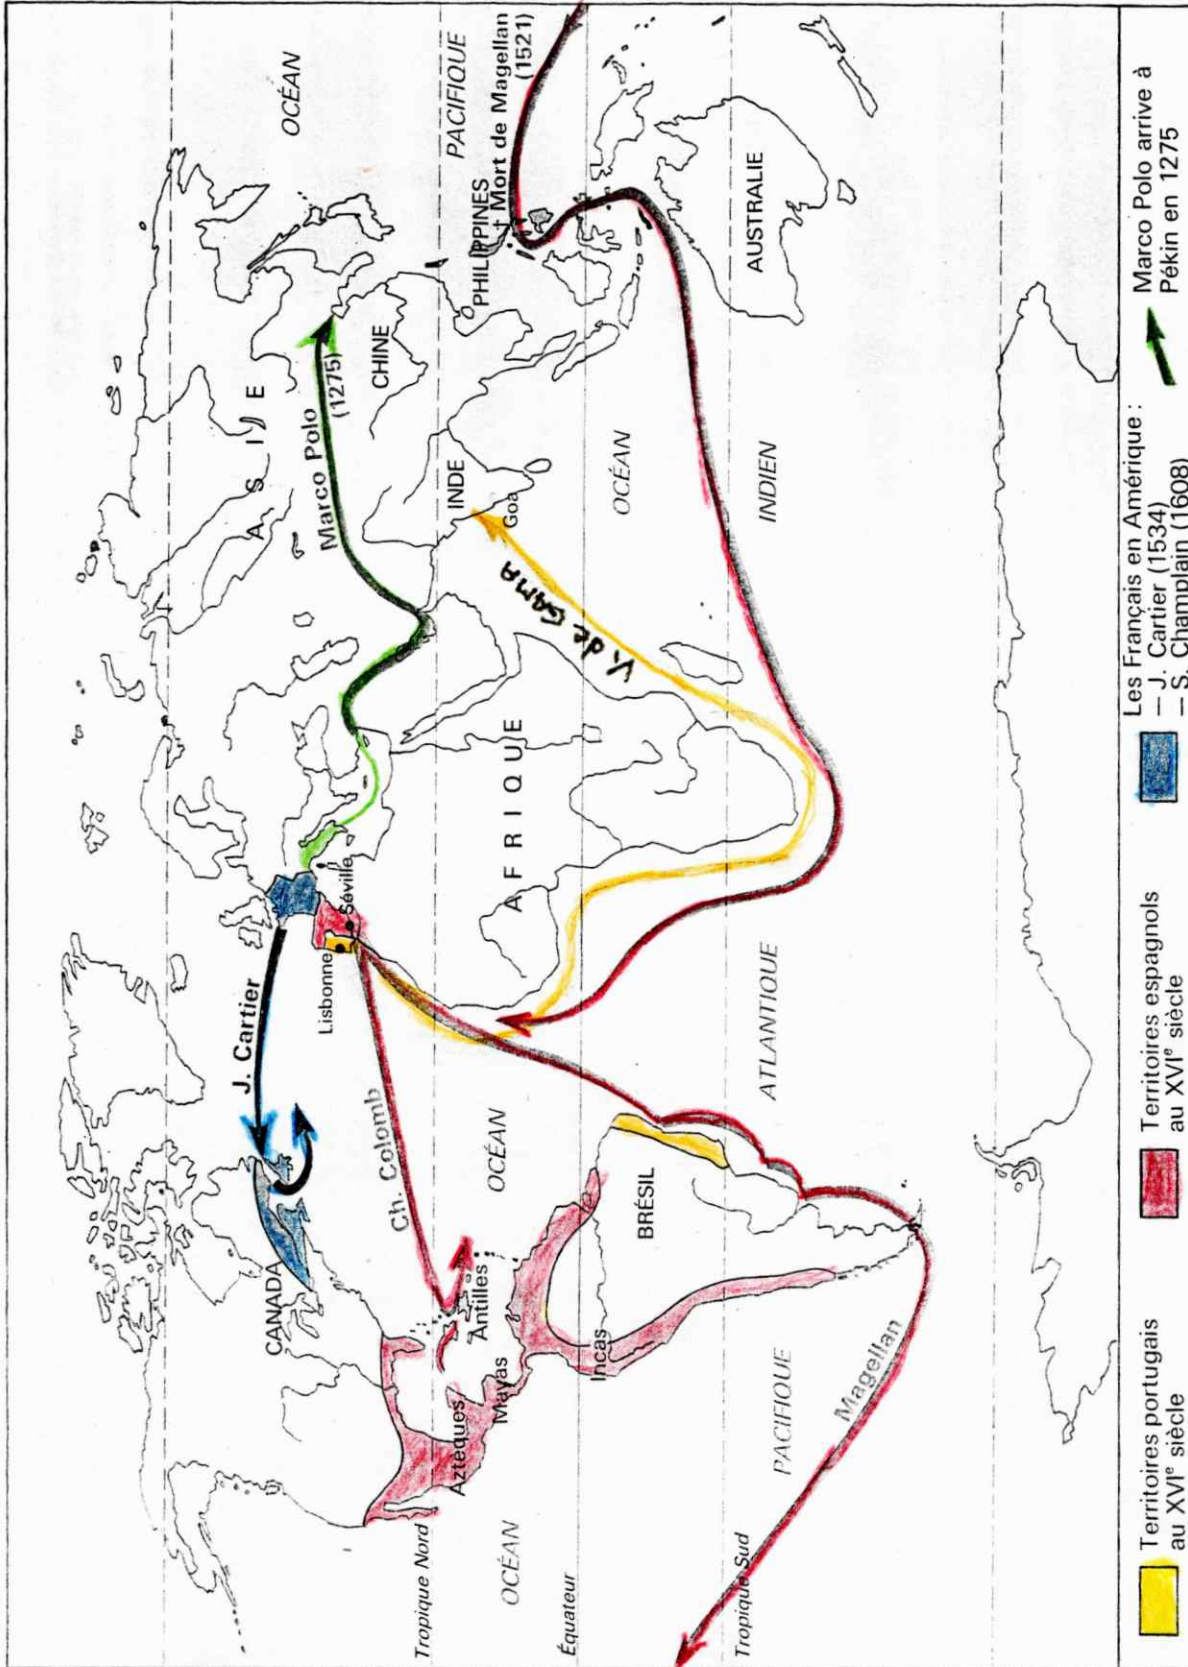 OCÉAN
PACIFIQUE
PHILIPPINES
+ Mort de Magellan
(1521)
A S I E
Marco Polo
(1275)
CHINE
INDE
Goa
OCÉAN
INDIEN
AUSTRALIE
V. de GAMA
A F R I Q U E
J. Cartier
Lisbonne
Séville
CANADA
Ch. Colomb
OCÉAN
ATLANTIQUE
Antilles
Aztèques
Mayas
Incas
BRÉSIL
Magellan
Tropique Nord
OCÉAN
PACIFIQUE
Équateur
Tropique Sud
Territoires portugais
au XVIe siècle
Territoires espagnols
au XVIe siècle
Les Français en Amérique :
— J. Cartier (1534)
— S. Champlain (1608)
Marco Polo arrive à
Pékin en 1275